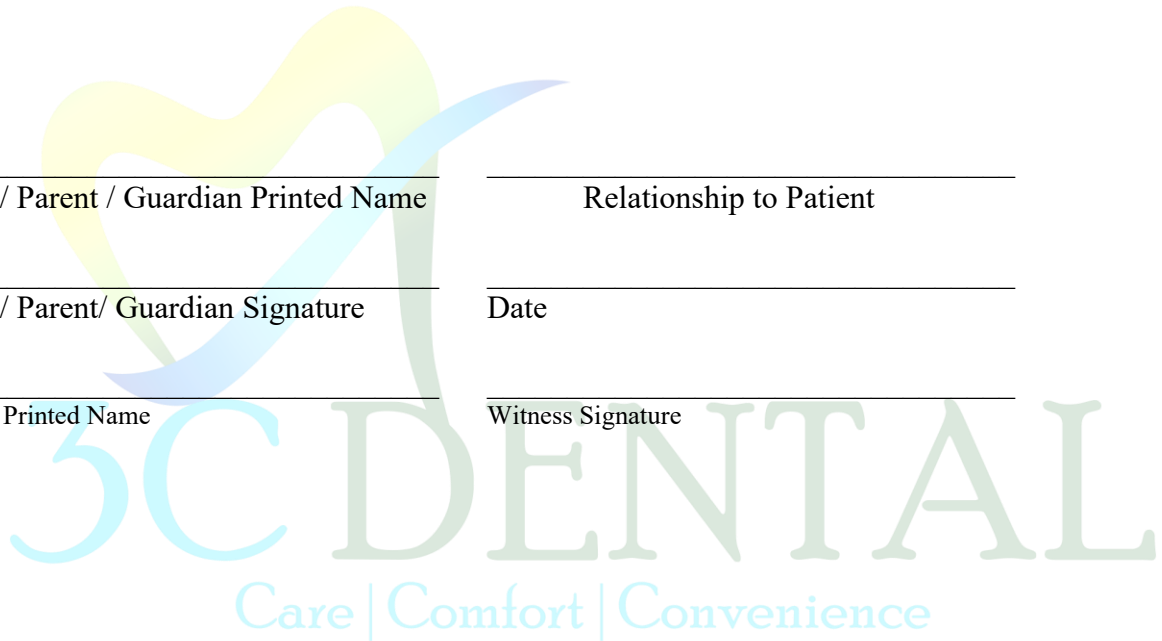 / Parent / Guardian Printed Name Relationship to Patient
/ Parent/ Guardian Signature Date
Printed Name Witness Signature
3C DENTAL
Care | Comfort | Convenience